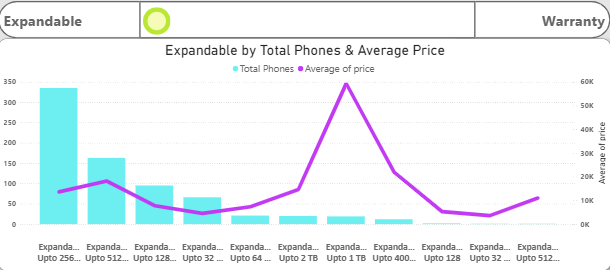 Expandable
Warranty
Expandable by Total Phones & Average Price
Total Phones Average of price
350
300
250
200
150
100
50
0
60K
50K
40K
30K
20K
10K
0K
Average of price
Expanda... Expanda... Expanda... Expanda... Expanda... Expanda... Expanda... Expanda... Expanda... Expanda... Expanda...
Upto 256... Upto 512... Upto 128... Upto 32 ... Upto 64 ... Upto 2 TB Upto 1 TB Upto 400... Upto 128 Upto 32 ... Upto 512...